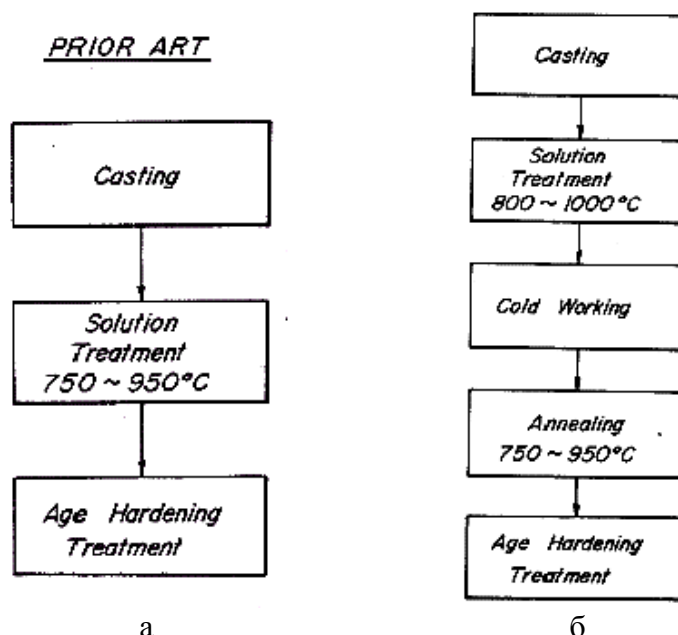 PRIOR ART
Casting
Solution
Treatment
750 ~ 950°C
Age Hardening
Treatment
а
Casting
Solution
Treatment
800 ~ 1000°C
Cold Working
Annealing
750 ~ 950°C
Age Hardening
Treatment
б